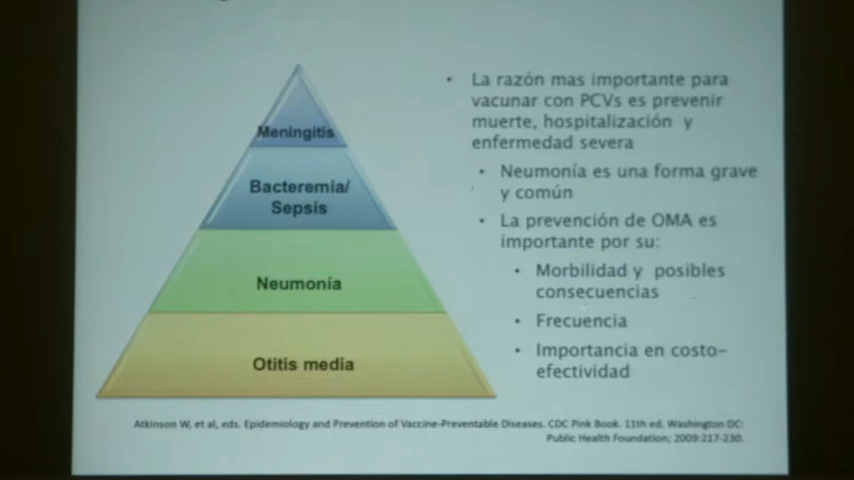 Meningitis
Bacteremia/
Sepsis
Neumonía
Otitis media
• La razón mas importante para
vacunar con PCVs es prevenir
muerte, hospitalización y
enfermedad severa
• Neumonía es una forma grave
y común
• La prevención de OMA es
importante por su:
• Morbilidad y posibles
consecuencias
• Frecuencia
• Importancia en costo-
efectividad
Atkinson W, et al, eds. Epidemiology and Prevention of Vaccine-Preventable Diseases. CDC Pink Book. 11th ed. Washington DC:
Public Health Foundation; 2009:217-230.